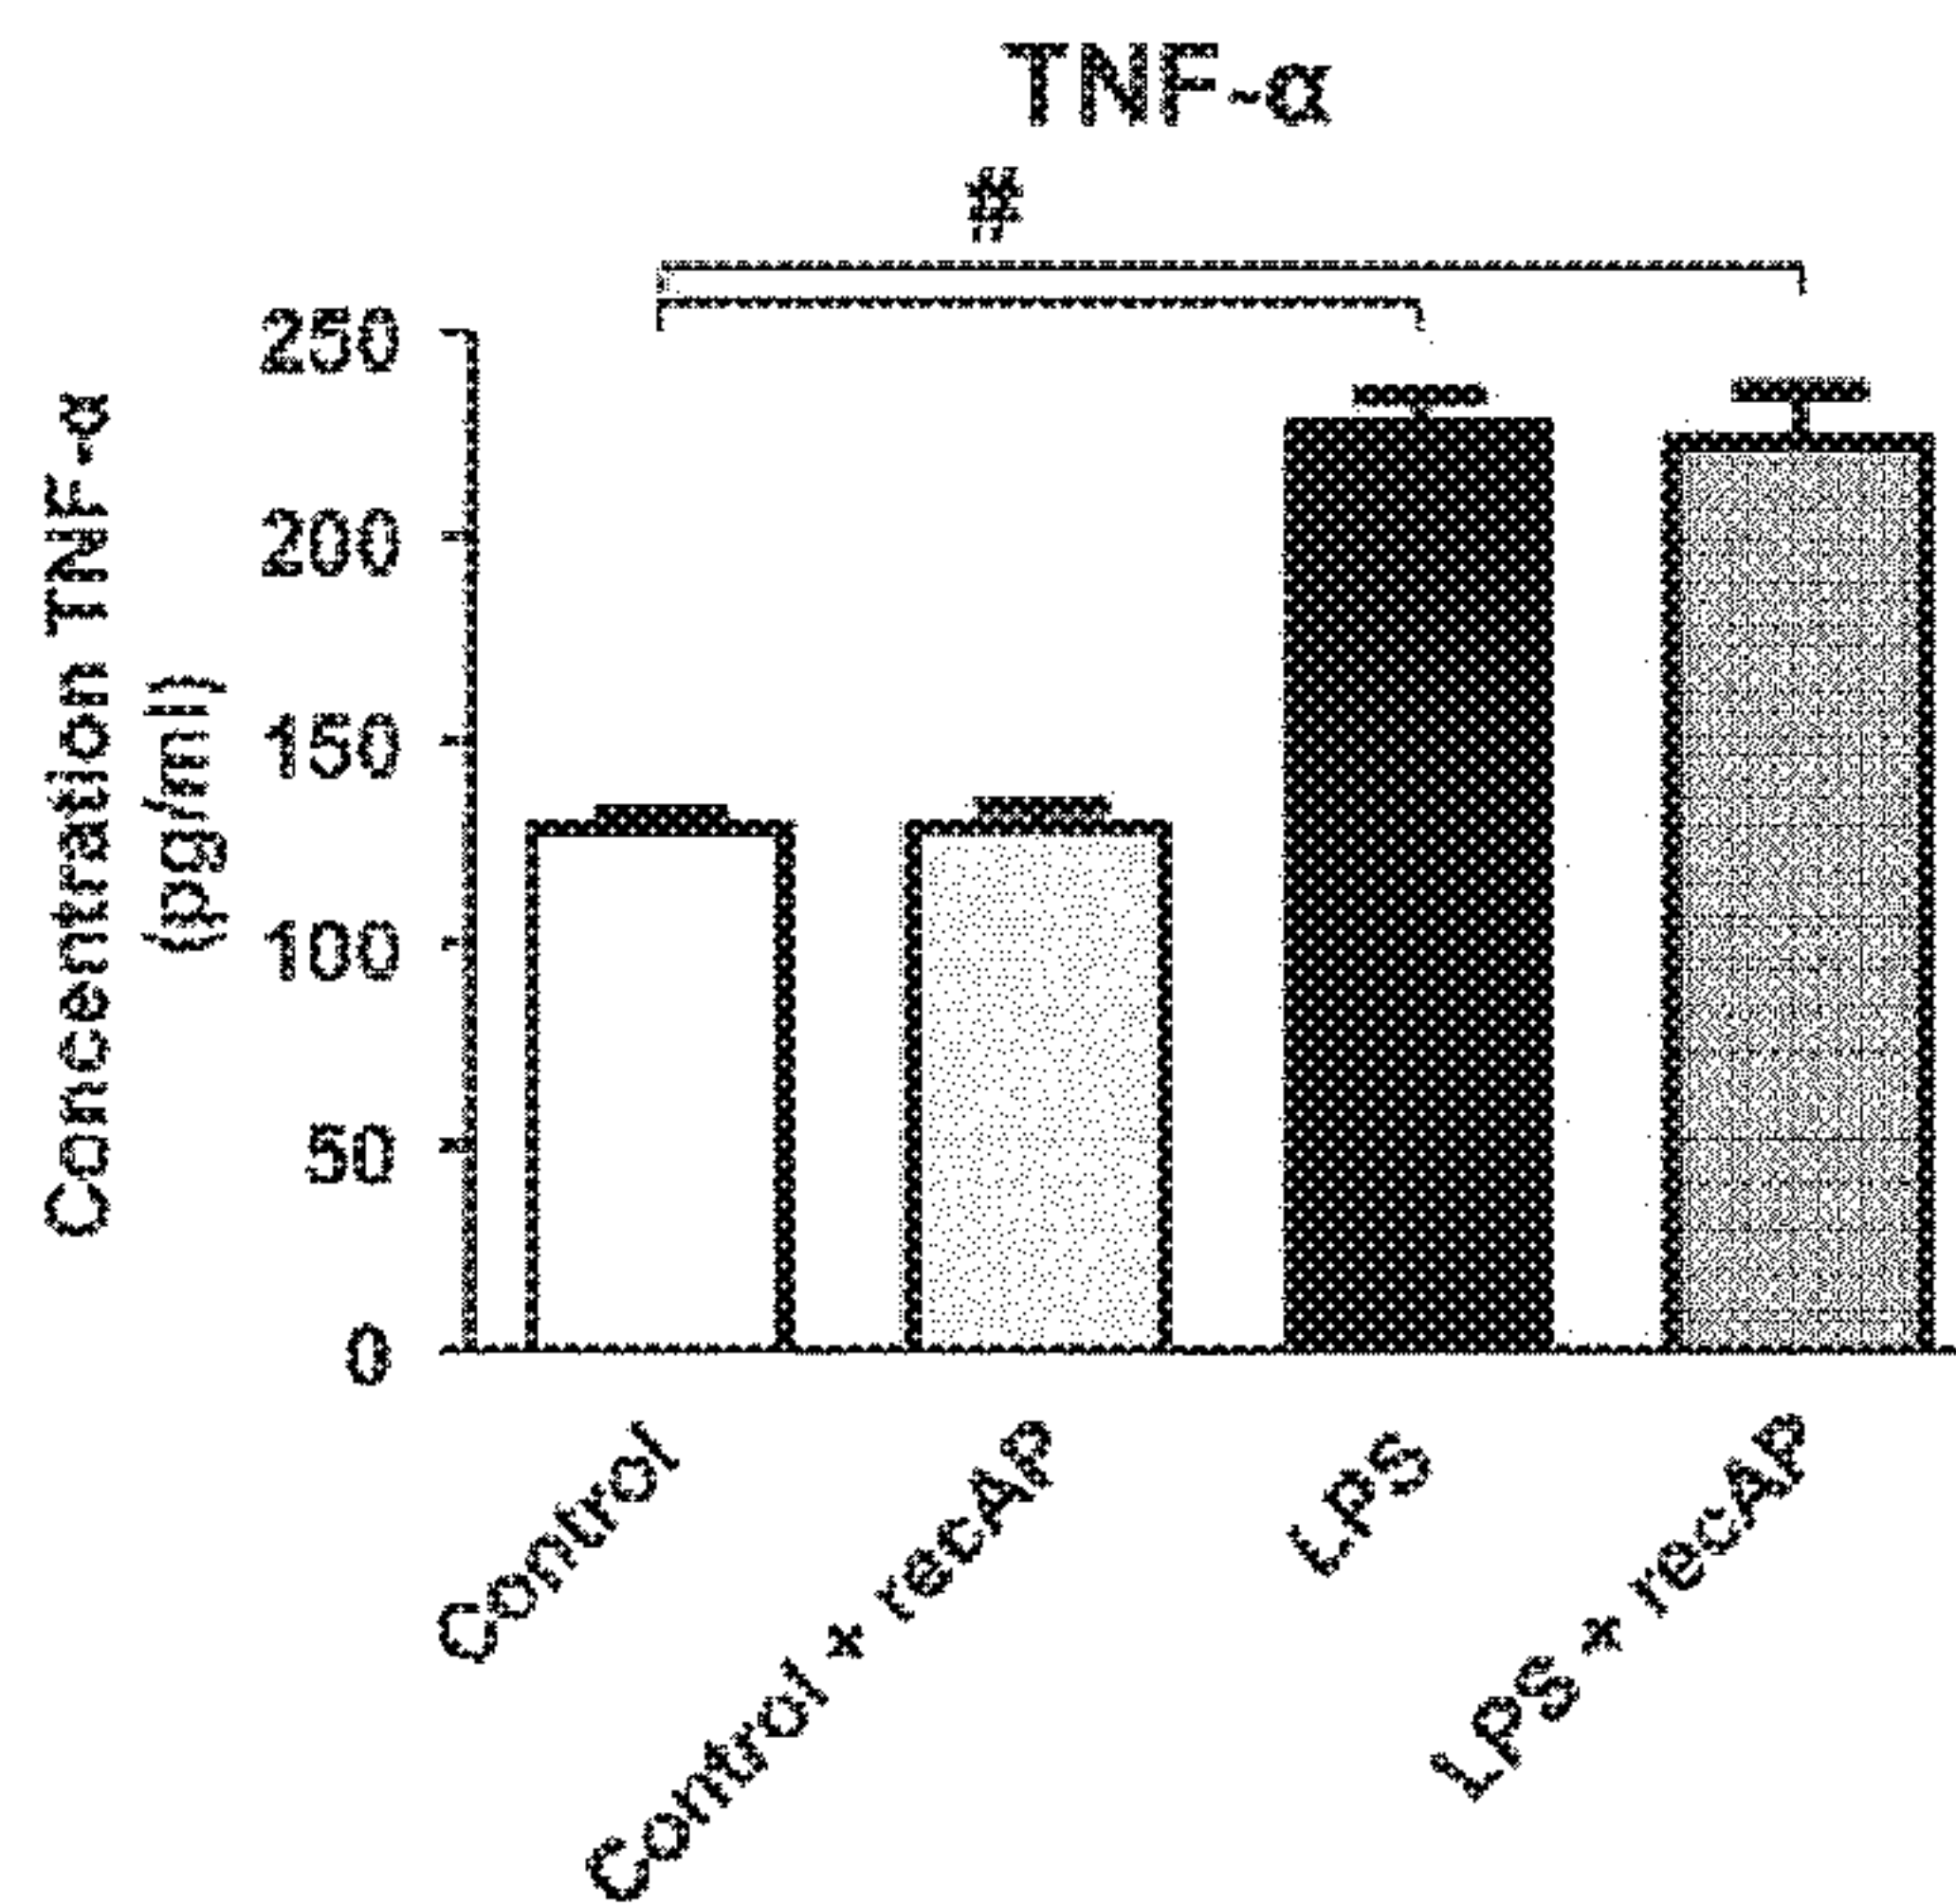 TNF-α
#
Concentration TNF-α
(pg/ml)
250
200
150
100
50
0
Control
Control + recAP
LPS
LPS + recAP